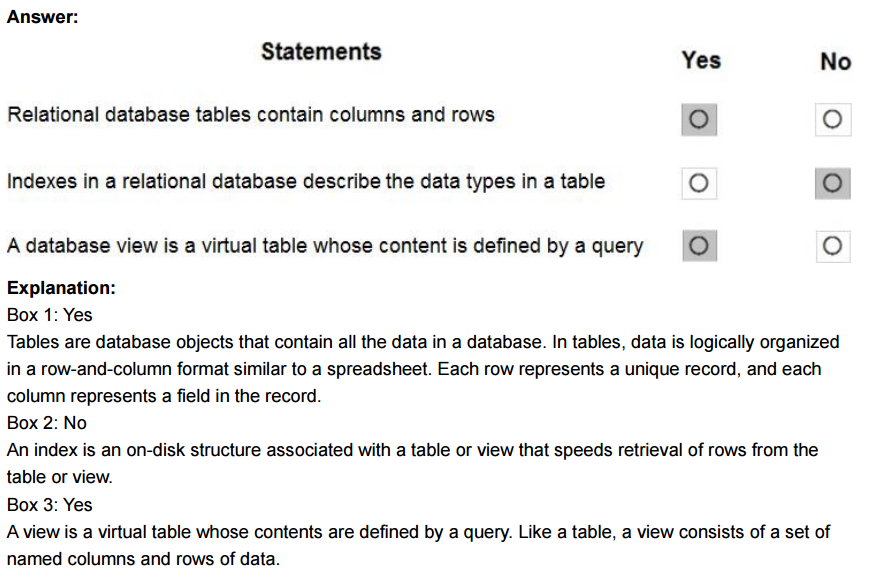 Answer:
Statements
Yes
No
Relational database tables contain columns and rows
Indexes in a relational database describe the data types in a table
A database view is a virtual table whose content is defined by a query
Explanation:
Box 1: Yes
Tables are database objects that contain all the data in a database. In tables, data is logically organized
in a row-and-column format similar to a spreadsheet. Each row represents a unique record, and each
column represents a field in the record.
Box 2: No
An index is an on-disk structure associated with a table or view that speeds retrieval of rows from the
table or view.
Box 3: Yes
A view is a virtual table whose contents are defined by a query. Like a table, a view consists of a set of
named columns and rows of data.